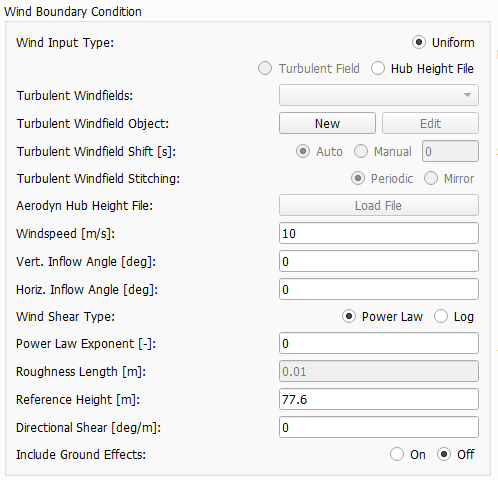 Wind Boundary Condition
Wind Input Type: Uniform
Turbulent Field Hub Height File
Turbulent Windfields:
Turbulent Windfield Object: New Edit
Turbulent Windfield Shift [s]: Auto Manual 0
Turbulent Windfield Stitching: Periodic Mirror
Aerodyn Hub Height File: Load File
Windspeed [m/s]: 10
Vert. Inflow Angle [deg]: 0
Horiz. Inflow Angle [deg]: 0
Wind Shear Type: Power Law Log
Power Law Exponent [-]: 0
Roughness Length [m]: 0.01
Reference Height [m]: 77.6
Directional Shear [deg/m]: 0
Include Ground Effects: On Off